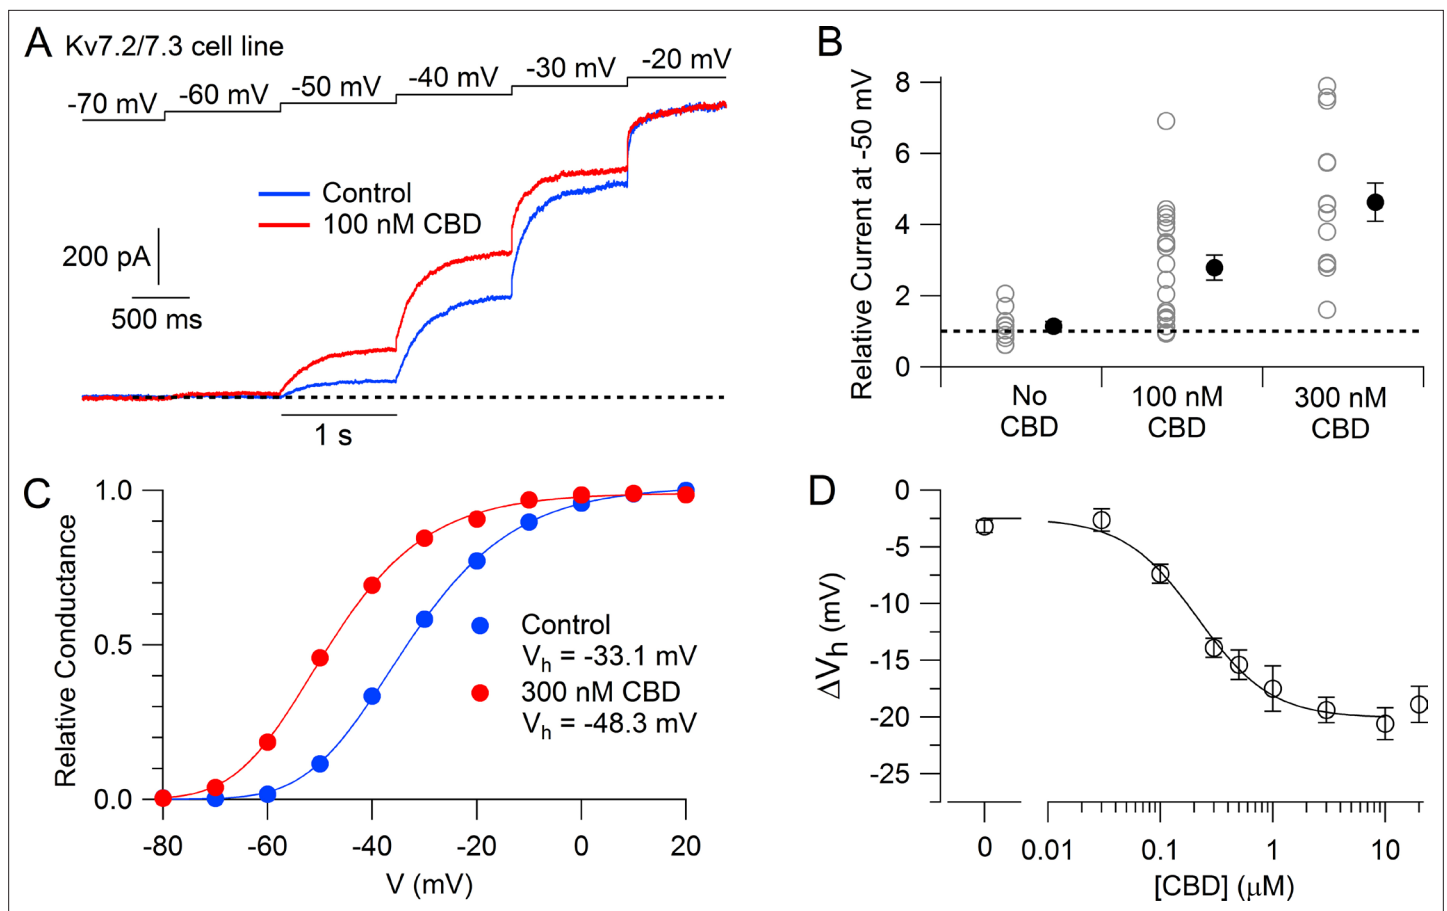 A Kv7.2/7.3 cell line
-70 mV -60 mV -50 mV -40 mV -30 mV -20 mV
Control
100 nM CBD
200 pA
500 ms
1 s
B
Relative Current at -50 mV
8
6
4
2
0
No CBD
100 nM CBD
300 nM CBD
C
Relative Conductance
1.0
0.5
0.0
Control
Vh = -33.1 mV
300 nM CBD
Vh = -48.3 mV
-80 -60 -40 -20 0 20
V (mV)
D
ΔVh (mV)
0
-5
-10
-15
-20
-25
0 0.01 0.1 1 10
[CBD] (μM)